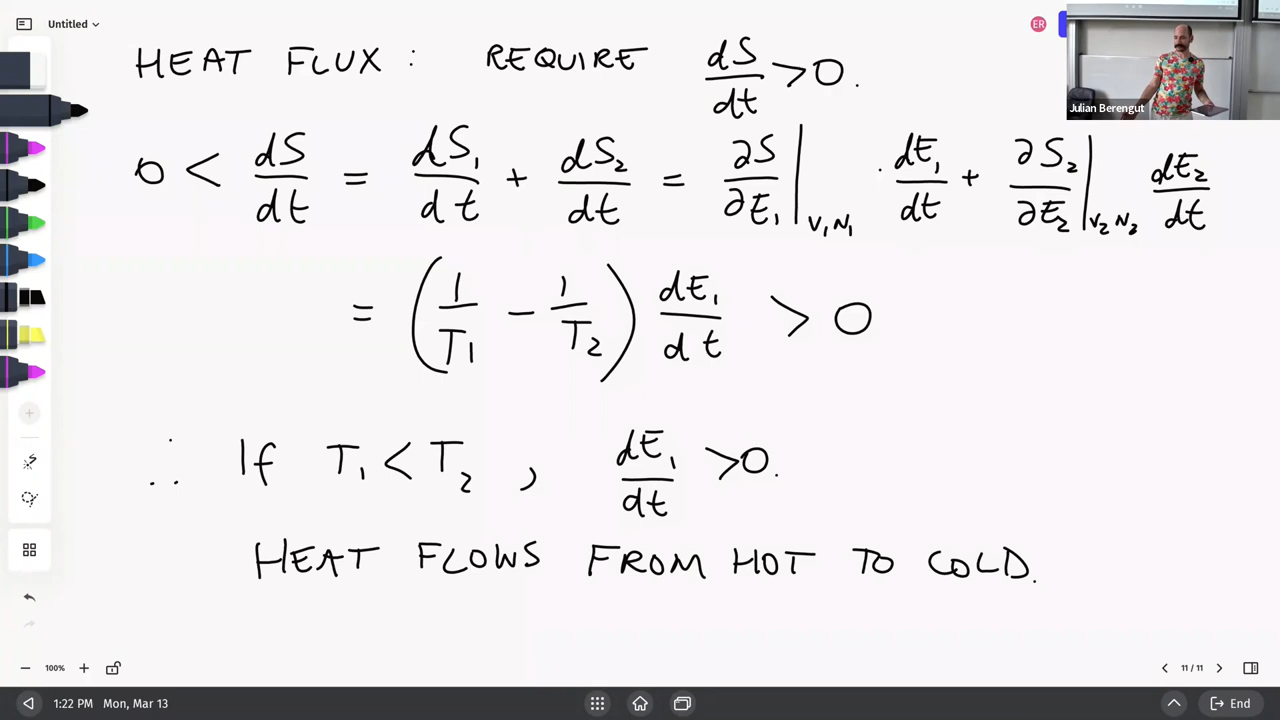 Untitled
ER
HEAT FLUX : REQUIRE dS/dt > 0.
Julian Berengut
0 < dS/dt = dS₁/dt + dS₂/dt = ∂S/∂E₁|V₁N₁ · dE₁/dt + ∂S₂/∂E₂|V₂N₂ dE₂/dt
= (1/T₁ − 1/T₂) dE₁/dt > 0
∴ If T₁ < T₂ , dE₁/dt > 0.
HEAT FLOWS FROM HOT TO COLD.
100%
11 / 11
1:22 PM Mon, Mar 13
End